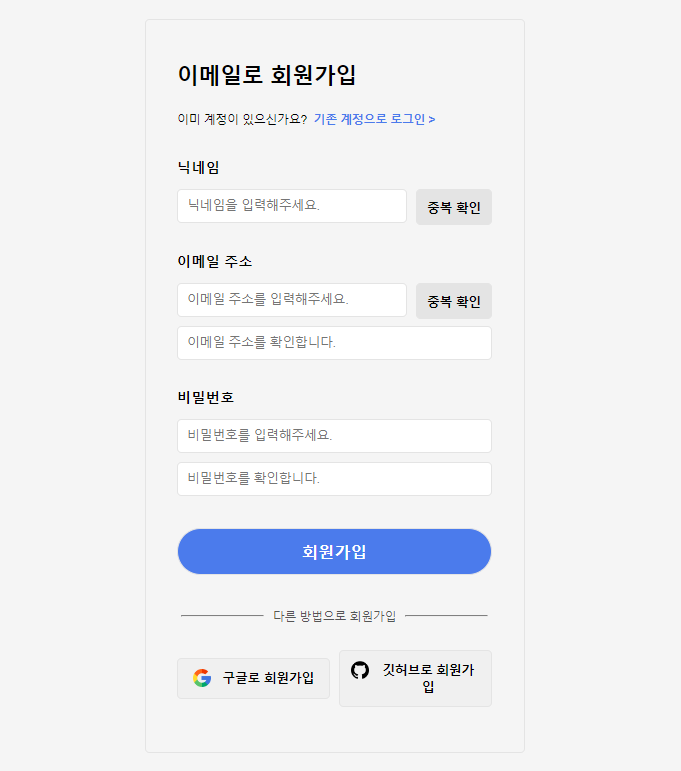 이메일로 회원가입
이미 계정이 있으신가요? 기존 계정으로 로그인 >
닉네임
닉네임을 입력해주세요.
중복 확인
이메일 주소
이메일 주소를 입력해주세요.
중복 확인
이메일 주소를 확인합니다.
비밀번호
비밀번호를 입력해주세요.
비밀번호를 확인합니다.
회원가입
다른 방법으로 회원가입
구글로 회원가입
깃허브로 회원가
입